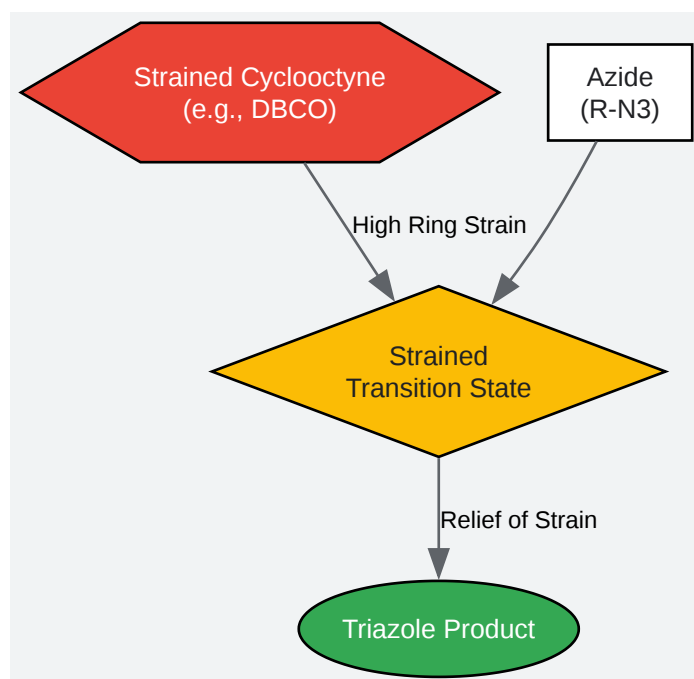 Strained Cyclooctyne
(e.g., DBCO)
Azide
(R-N3)
High Ring Strain
Strained
Transition State
Relief of Strain
Triazole Product